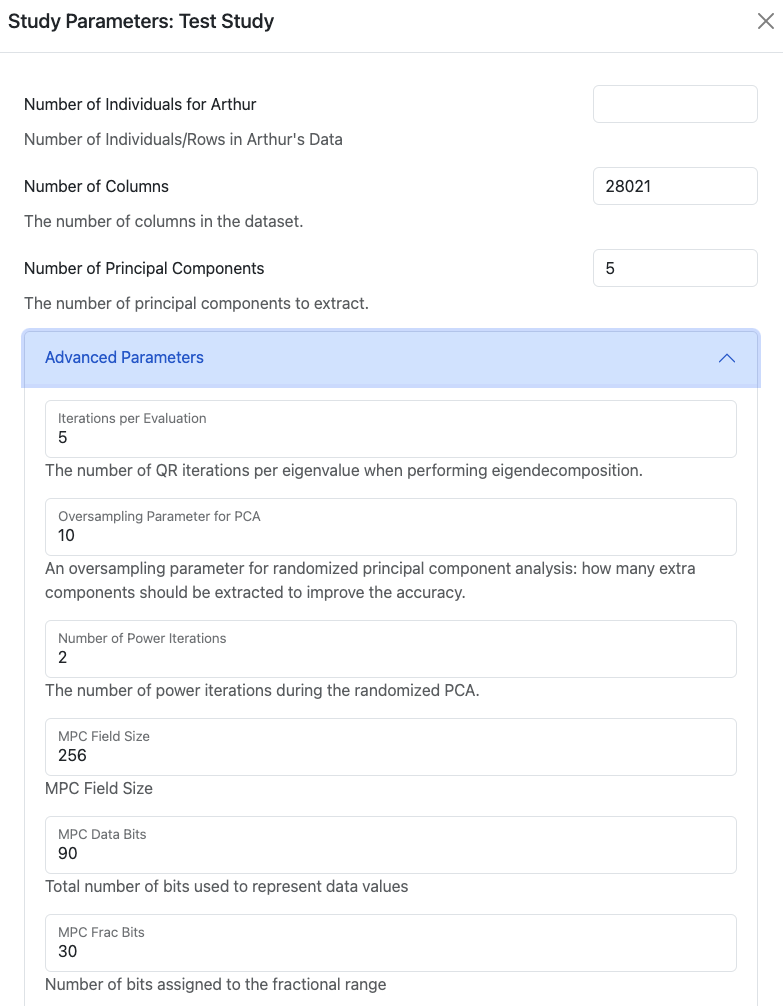 Study Parameters: Test Study
Number of Individuals for Arthur
Number of Individuals/Rows in Arthur's Data
Number of Columns
28021
The number of columns in the dataset.
Number of Principal Components
5
The number of principal components to extract.
Advanced Parameters
Iterations per Evaluation
5
The number of QR iterations per eigenvalue when performing eigendecomposition.
Oversampling Parameter for PCA
10
An oversampling parameter for randomized principal component analysis: how many extra
components should be extracted to improve the accuracy.
Number of Power Iterations
2
The number of power iterations during the randomized PCA.
MPC Field Size
256
MPC Field Size
MPC Data Bits
90
Total number of bits used to represent data values
MPC Frac Bits
30
Number of bits assigned to the fractional range